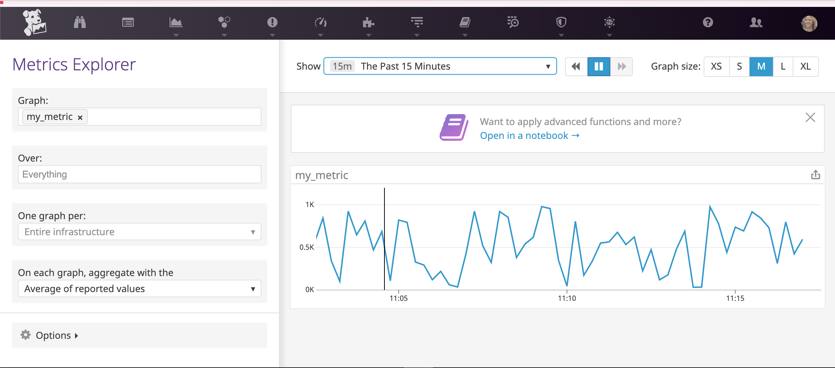 Metrics Explorer
Graph:
my_metric ×
Over:
Everything
One graph per:
Entire infrastructure
On each graph, aggregate with the
Average of reported values
Options
Show 15m The Past 15 Minutes
Graph size: XS S M L XL
Want to apply advanced functions and more?
Open in a notebook →
my_metric
1K
0.5K
0K
11:05 11:10 11:15